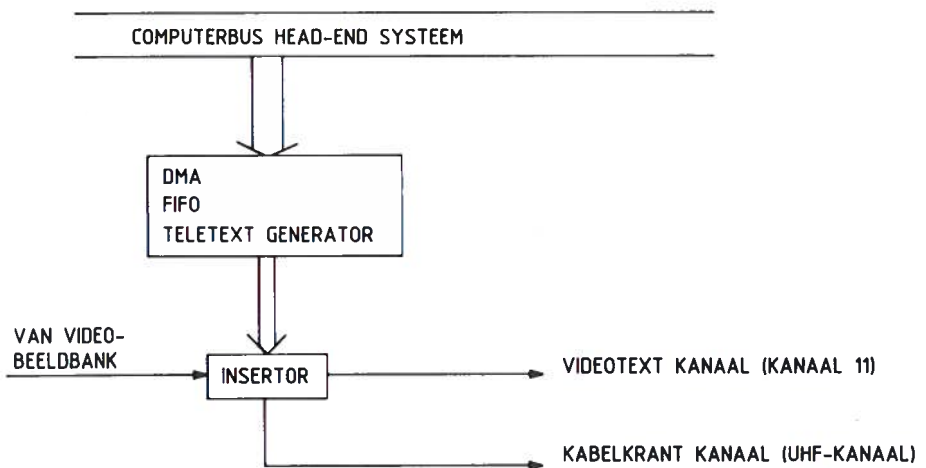 COMPUTERBUS HEAD-END SYSTEEM
DMA
FIFO
TELETEXT GENERATOR
VAN VIDEO-
BEELDBANK
INSERTOR
VIDEOTEXT KANAAL (KANAAL 11)
KABELKRANT KANAAL (UHF-KANAAL)